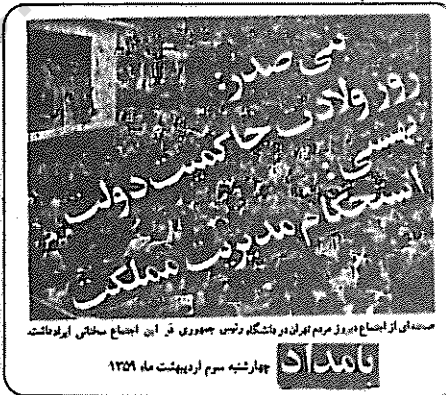 بنی صدر:
روز ولادت حاکمیت دولت
بهشتی:
استحکام مدیریت مملکت
صحنه‌ای از اجتماع دیروز مردم تهران در دانشگاه رئیس جمهوری در این اجتماع سخنانی ایراد داشت.
بامداد
چهارشنبه سوم اردیبهشت ماه ۱۳۵۹